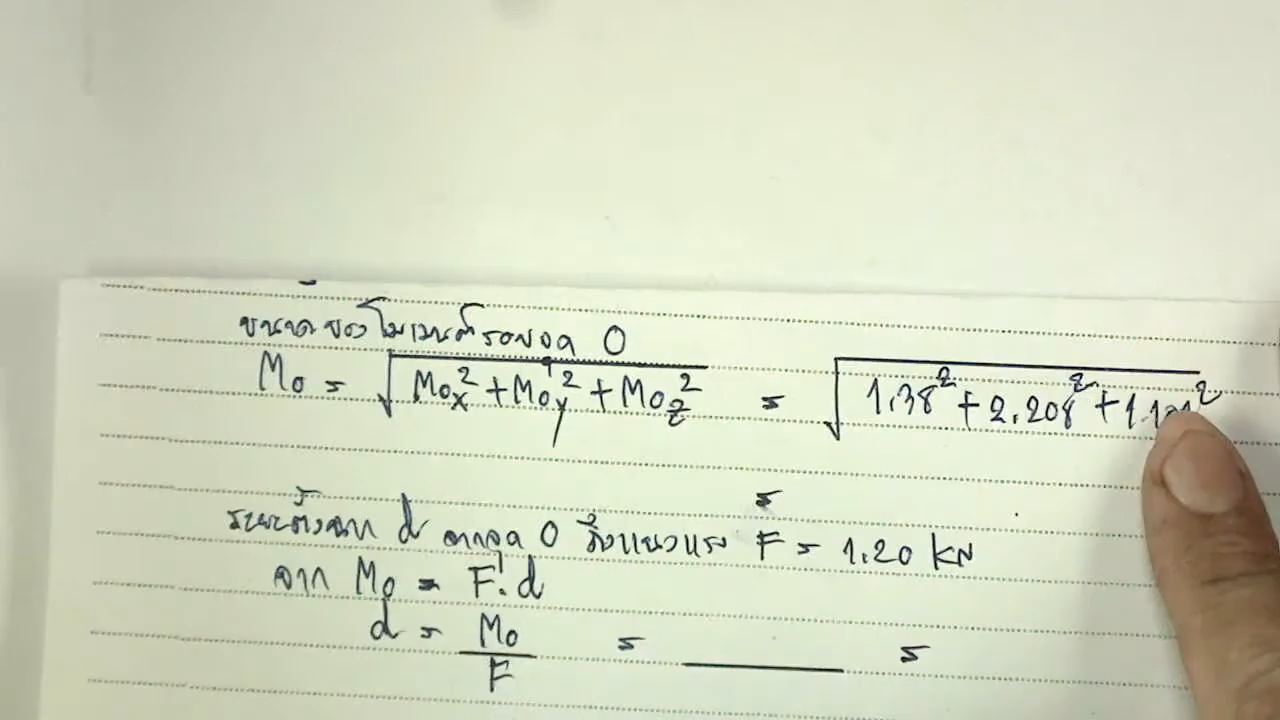 ขนาดของโมเมนต์รอบจุด O
Mo = √(Mox² + Moy² + Moz²) = √(1.38² + 2.208² + ²)
=
ระยะตั้งฉาก d จากจุด O ถึงแนวแรง F = 1.20 kN
จาก Mo = F.d
d = Mo/F = ____ =